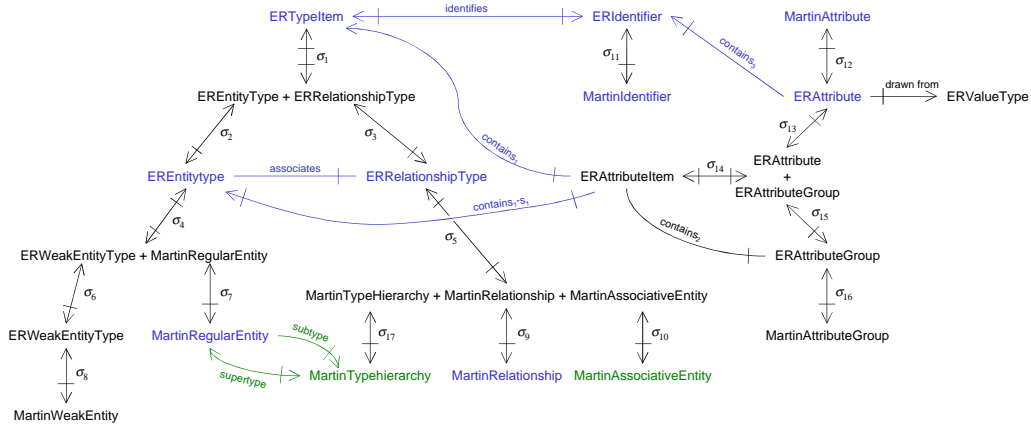 ERTypeItem
identifies
ERIdentifier
MartinAttribute
σ1
σ11
contains3
σ12
EREntityType + ERRelationshipType
MartinIdentifier
ERAttribute
drawn from
ERValueType
σ2
σ3
contains1
σ13
ERAttribute
+
ERAttributeGroup
σ14
EREntitytype
associates
ERRelationshipType
ERAttributeItem
contains1-s1
σ4
σ5
contains2
σ15
ERWeakEntityType + MartinRegularEntity
ERAttributeGroup
σ6
σ7
MartinTypeHierarchy + MartinRelationship + MartinAssociativeEntity
σ16
ERWeakEntityType
MartinRegularEntity
subtype
σ17
σ9
σ10
MartinAttributeGroup
supertype
MartinTypehierarchy
MartinRelationship
MartinAssociativeEntity
σ8
MartinWeakEntity